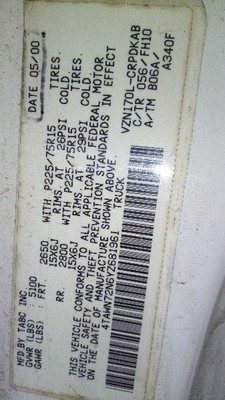 MFD BY TABC INC DATE 05/00
GVWR (LBS) : 5100
GAWR (LBS) : FRT. 2650 WITH P225/75R15 TIRES.
15X6J RIMS. AT 26PSI COLD.
RR. 2800 WITH P225/75R15 TIRES.
15X6J RIMS. AT 29PSI COLD.
THIS VEHICLE CONFORMS TO ALL APPLICABLE FEDERAL MOTOR
VEHICLE SAFETY AND THEFT PREVENTION STANDARDS IN EFFECT
ON THE DATE OF MANUFACTURE SHOWN ABOVE.
4TAWN72N6YZ681961 TRUCK
VZN170L-CRPDKAB
C/TR 056/FH10
A/TM B06A/
A340F